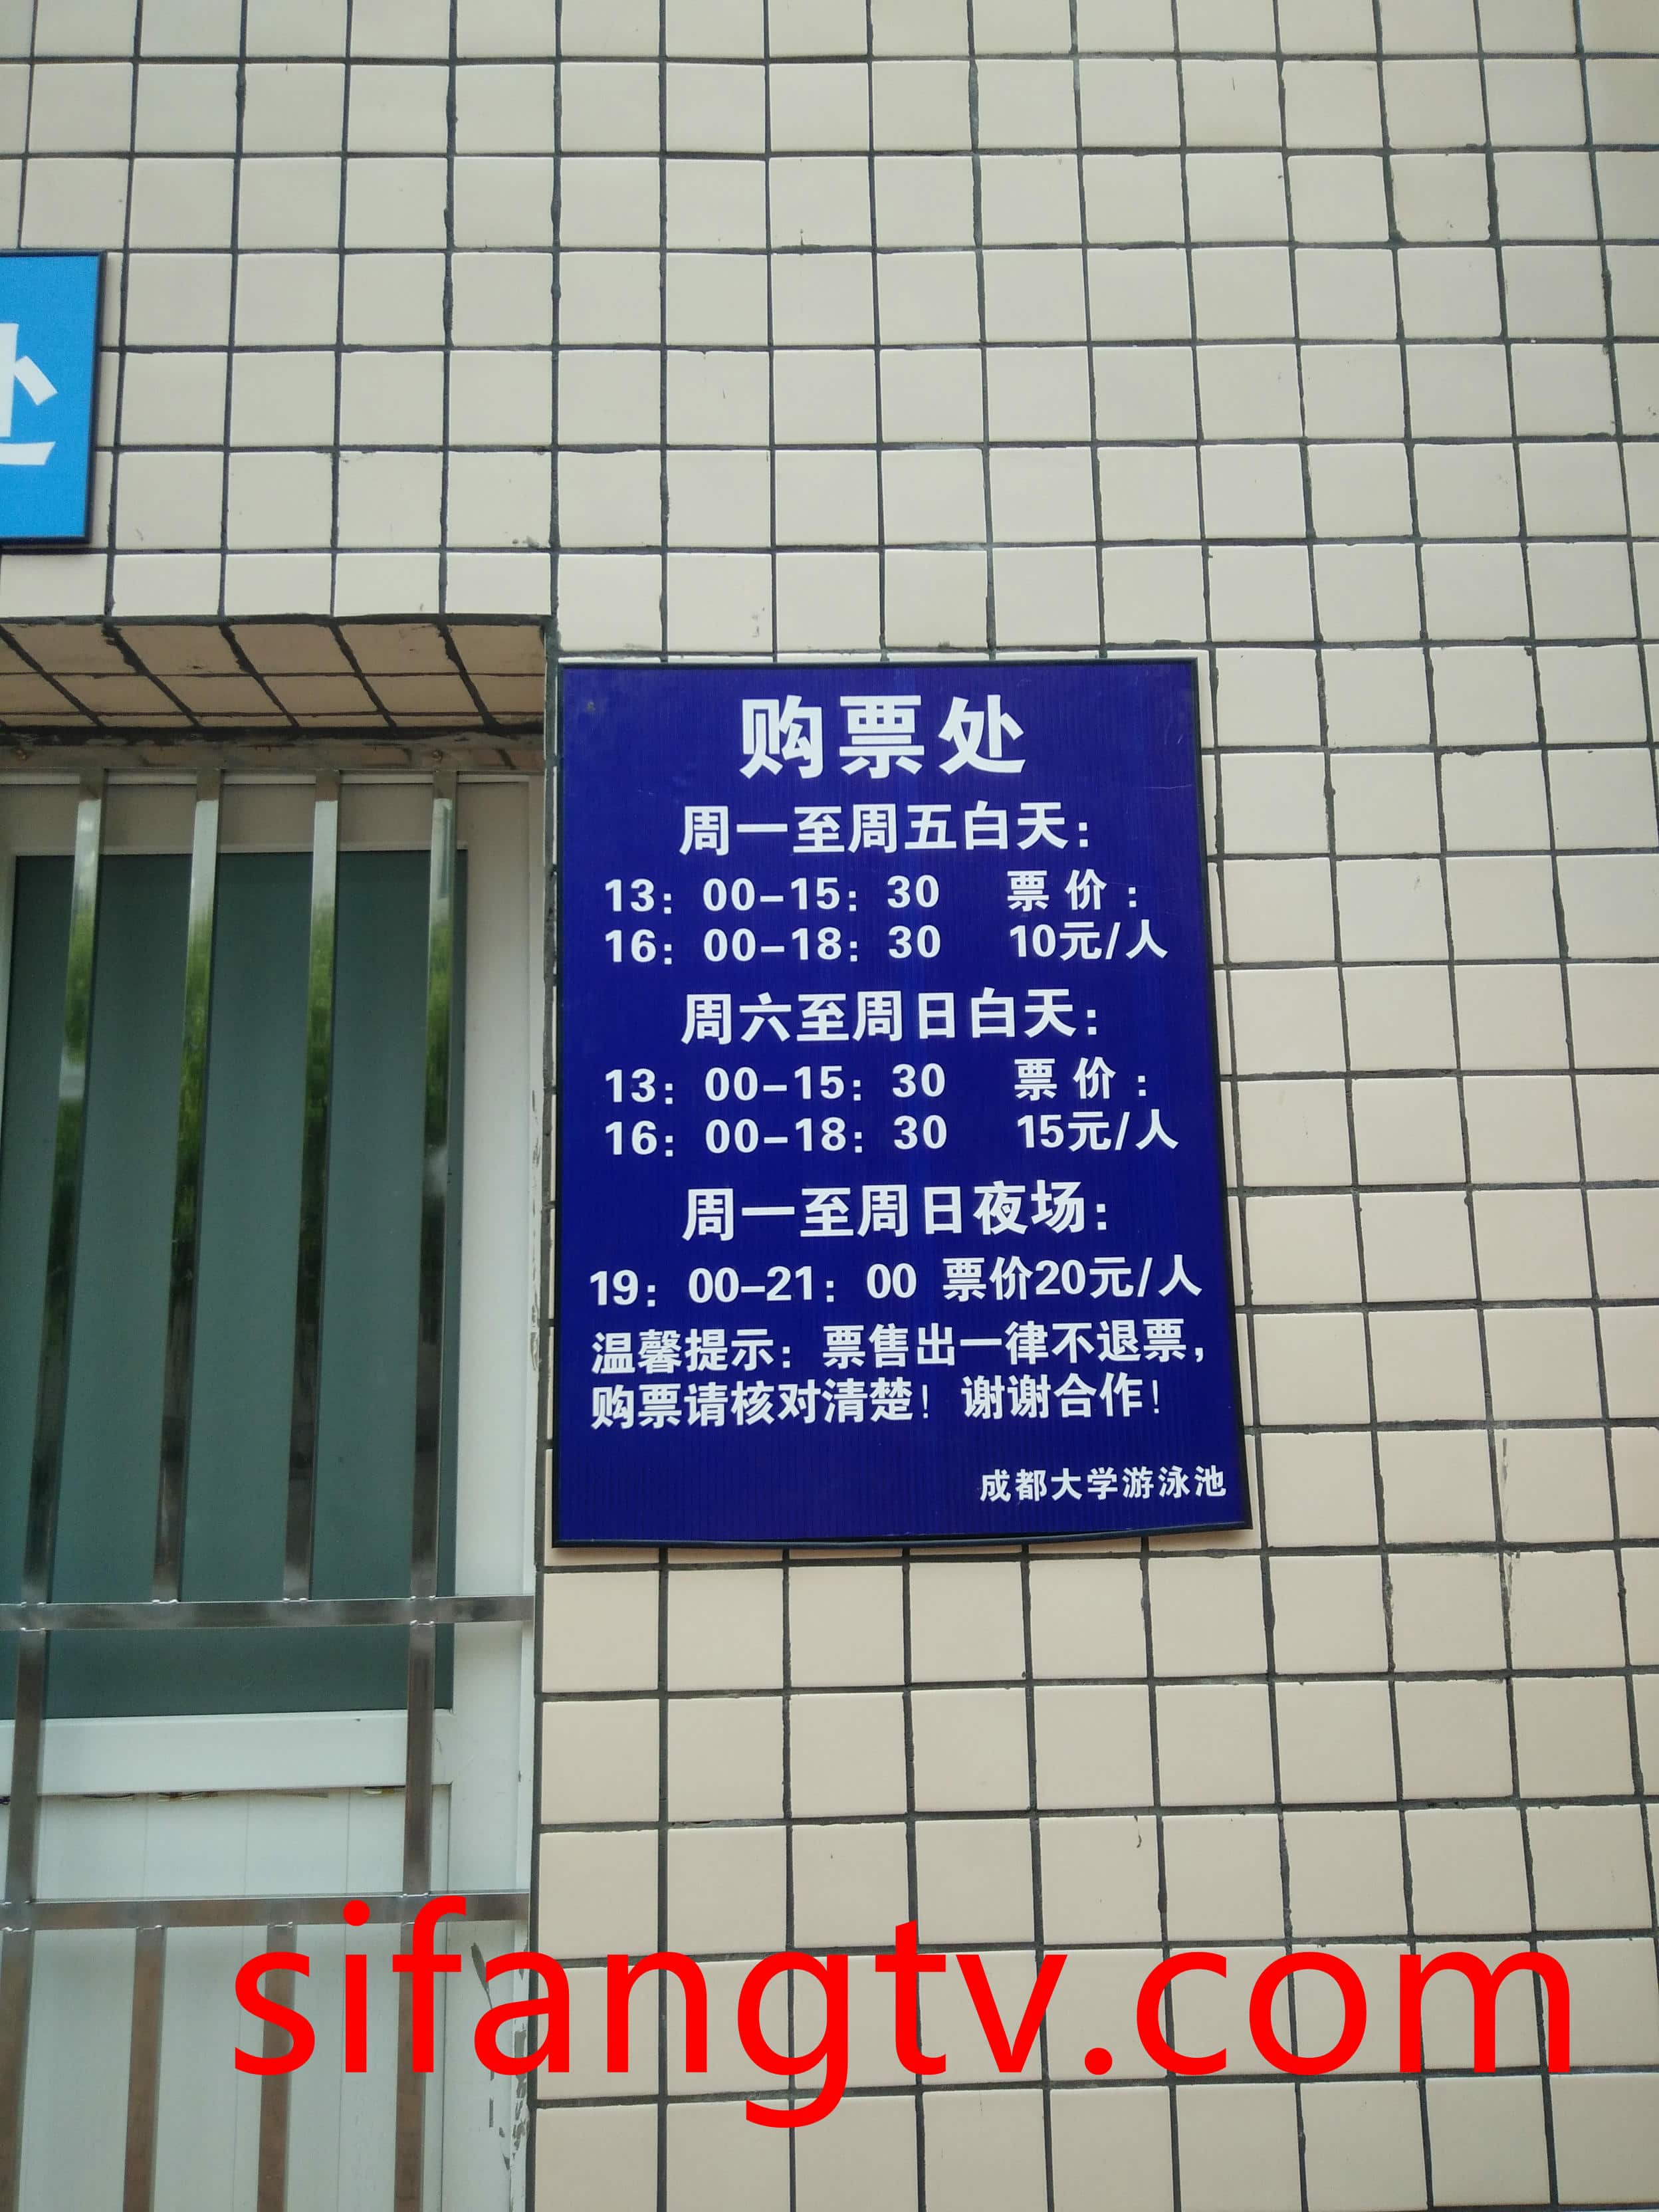 处
购票处
周一至周五白天：
13：00-15：30 票价：
16：00-18：30 10元/人
周六至周日白天：
13：00-15：30 票价：
16：00-18：30 15元/人
周一至周日夜场：
19：00-21：00 票价20元/人
温馨提示：票售出一律不退票，
购票请核对清楚！谢谢合作！
成都大学游泳池
sifangtv.com